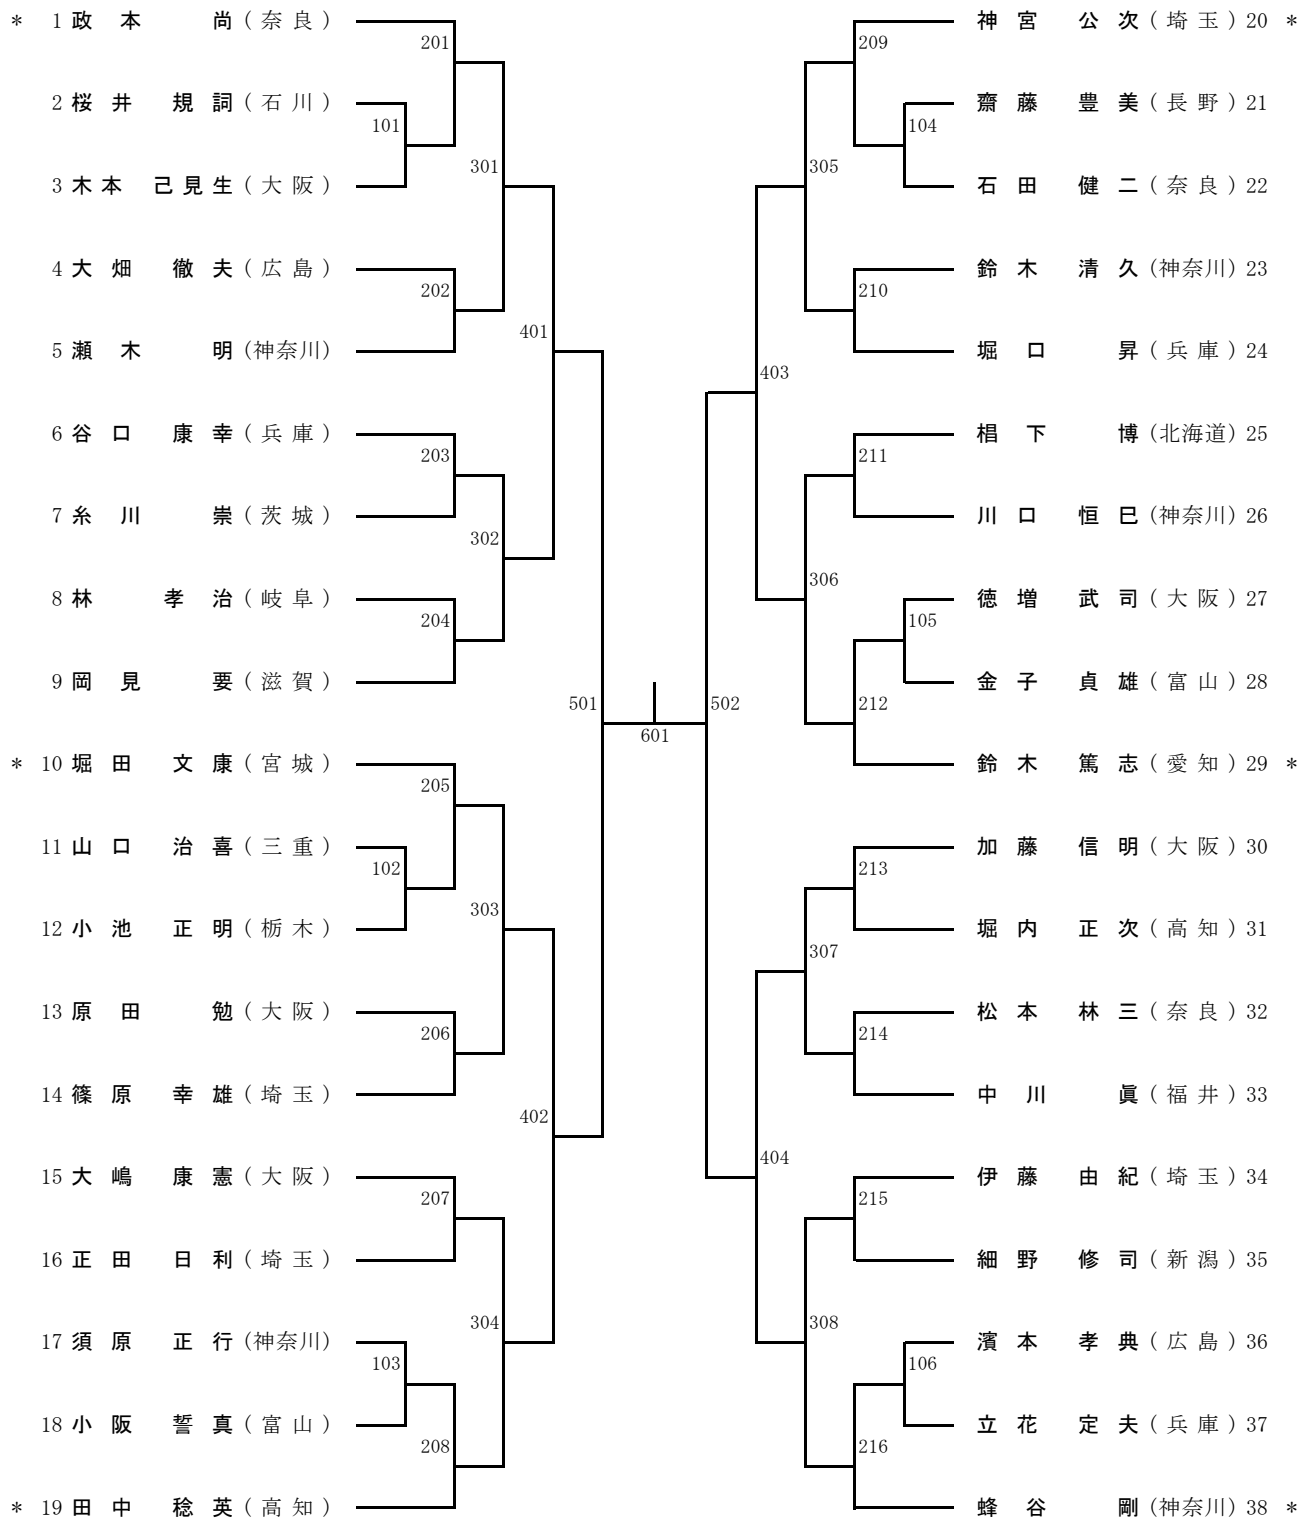 * 1 政本 尚 (奈良)
201
2 桜井 規詞 (石川)
101
3 木本 己見生 (大阪)
301
4 大畑 徹夫 (広島)
202
5 瀬木 明 (神奈川)
401
6 谷口 康幸 (兵庫)
203
7 糸川 崇 (茨城)
302
8 林 孝治 (岐阜)
204
9 岡見 要 (滋賀)
501
* 10 堀田 文康 (宮城)
205
11 山口 治喜 (三重)
102
12 小池 正明 (栃木)
303
13 原田 勉 (大阪)
206
14 篠原 幸雄 (埼玉)
402
15 大嶋 康憲 (大阪)
207
16 正田 日利 (埼玉)
304
17 須原 正行 (神奈川)
103
18 小阪 誓真 (富山)
208
* 19 田中 稔英 (高知)
601
神宮 公次 (埼玉) 20 *
209
齋藤 豊美 (長野) 21
104
石田 健二 (奈良) 22
305
鈴木 清久 (神奈川) 23
210
堀口 昇 (兵庫) 24
403
椙下 博 (北海道) 25
211
川口 恒巳 (神奈川) 26
306
徳増 武司 (大阪) 27
105
金子 貞雄 (富山) 28
212
502
鈴木 篤志 (愛知) 29 *
加藤 信明 (大阪) 30
213
堀内 正次 (高知) 31
307
松本 林三 (奈良) 32
214
中川 眞 (福井) 33
404
伊藤 由紀 (埼玉) 34
215
細野 修司 (新潟) 35
308
濱本 孝典 (広島) 36
106
立花 定夫 (兵庫) 37
216
蜂谷 剛 (神奈川) 38 *